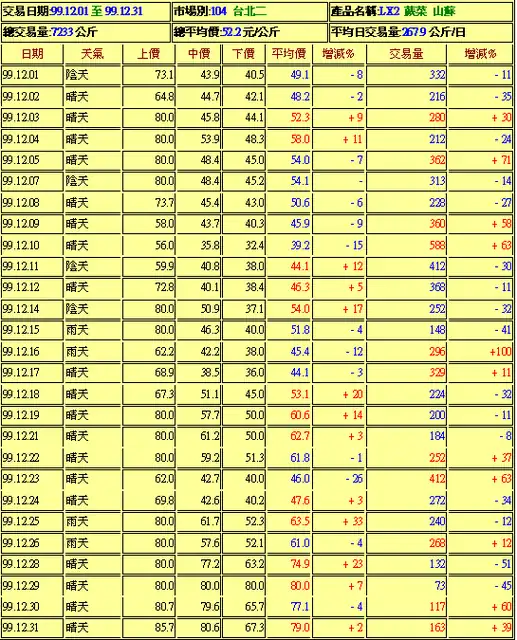 交易日期:99.12.01 至 99.12.31 市場別:104 台北二 產品名稱:LX2 蕨菜 山蘇
總交易量:7233 公斤 總平均價:52.2 元/公斤 平均日交易量:267.9 公斤/日
日期 天氣 上價 中價 下價 平均價 增減% 交易量 增減%
99.12.01 陰天 73.1 43.9 40.5 49.1 - 8 332 - 11
99.12.02 晴天 64.8 44.7 42.1 48.2 - 2 216 - 35
99.12.03 晴天 80.0 45.8 44.1 52.3 + 9 280 + 30
99.12.04 晴天 80.0 53.9 48.3 58.0 + 11 212 - 24
99.12.05 晴天 80.0 48.4 45.0 54.0 - 7 362 + 71
99.12.07 陰天 80.0 48.4 45.2 54.1 - 313 - 14
99.12.08 晴天 73.7 45.4 43.0 50.6 - 6 228 - 27
99.12.09 晴天 58.0 43.7 40.3 45.9 - 9 360 + 58
99.12.10 晴天 56.0 35.8 32.4 39.2 - 15 588 + 63
99.12.11 陰天 59.9 40.8 38.0 44.1 + 12 412 - 30
99.12.12 晴天 72.8 40.1 38.4 46.3 + 5 368 - 11
99.12.14 陰天 80.0 50.9 37.1 54.0 + 17 252 - 32
99.12.15 雨天 80.0 46.3 40.0 51.8 - 4 148 - 41
99.12.16 雨天 62.2 42.2 38.0 45.4 - 12 296 +100
99.12.17 晴天 68.9 38.5 36.0 44.1 - 3 329 + 11
99.12.18 晴天 67.3 51.1 45.0 53.1 + 20 224 - 32
99.12.19 晴天 80.0 57.7 50.0 60.6 + 14 200 - 11
99.12.21 晴天 80.0 61.2 50.0 62.7 + 3 184 - 8
99.12.22 晴天 80.0 59.2 51.3 61.8 - 1 252 + 37
99.12.23 晴天 62.0 42.7 40.0 46.0 - 26 412 + 63
99.12.24 晴天 69.8 42.6 40.2 47.6 + 3 272 - 34
99.12.25 雨天 80.0 61.7 52.3 63.5 + 33 240 - 12
99.12.26 雨天 80.0 57.6 52.1 61.0 - 4 268 + 12
99.12.28 晴天 80.0 77.2 63.2 74.9 + 23 132 - 51
99.12.29 晴天 80.0 80.0 80.0 80.0 + 7 73 - 45
99.12.30 晴天 80.7 79.6 65.7 77.1 - 4 117 + 60
99.12.31 晴天 85.7 80.6 67.3 79.0 + 2 163 + 39